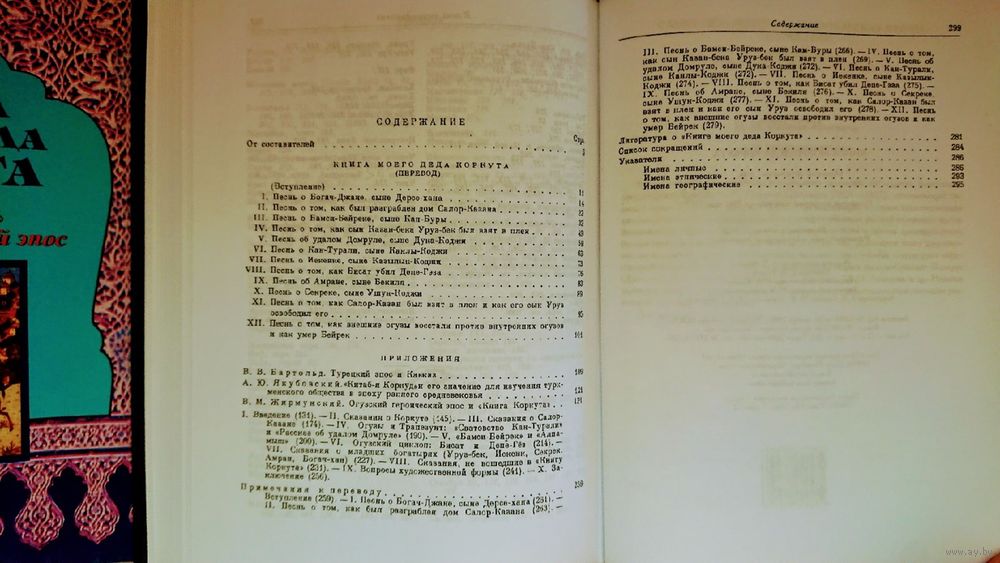 А
ДА
ТА
й эпос
СОДЕРЖАНИЕ
Стр.
От составителей
КНИГА МОЕГО ДЕДА КОРКУТА
(ПЕРЕВОД)
(Вступление) 11
I. Песнь о Богач-Джане, сыне Дерсе-хана 14
II. Песнь о том, как был разграблен дом Салор-Казана
III. Песнь о Бамси-Бейреке, сыне Кан-Буры
IV. Песнь о том, как сын Казан-бека Уруз-бек был взят в плен
V. Песнь об удалом Домруле, сыне Дука-Коджи
VI. Песнь о Кан-Турали, сыне Канлы-Коджи
VII. Песнь о Иекенке, сыне Казылык-Коджи
VIII. Песнь о том, как Бисат убил Депе-Гёза
IX. Песнь об Амране, сыне Бекиля
X. Песнь о Секреке, сыне Ушун-Коджи
XI. Песнь о том, как Салор-Казан был взят в плен и как его сын Уруз
освободил его 95
XII. Песнь о том, как внешние огузы восстали против внутренних огузов
и как умер Бейрек 101
ПРИЛОЖЕНИЯ
В. В. Бартольд. Турецкий эпос и Кавказ 109
А. Ю. Якубовский. «Китаб-и Коркуд» и его значение для изучения турк-
менского общества в эпоху раннего средневековья 121
В. М. Жирмунский. Огузский героический эпос и «Книга Коркута» 131
I. Введение (131). — II. Сказания о Коркуте (145). — III. Сказания о Салор-
Казане (174). — IV. Огузы и Трапезунт: «Сватовство Кан-Турали»
и «Рассказ об удалом Домруле» (190). — V. «Бамси-Бейрек» и «Алпа-
мыш» (200). — VI. Огузский циклоп: Бисат и Депе-Гёз (214). —
VII. Сказания о младших богатырях (Уруз-бек, Иекенк, Секрек,
Амран, Богач-хан) (227). — VIII. Сказания, не вошедшие в «Книгу
Коркута» (231). — IX. Вопросы художественной формы (241). — X. За-
ключение (256).
Примечания к переводу 259
Вступление (259) — I. Песнь о Богач-Джане, сыне Дерсе-хана (261). —
II. Песнь о том, как был разграблен дом Салор-Казана (263). —
Содержание 299
III. Песнь о Бамси-Бейреке, сыне Кан-Буры (266). — IV. Песнь о том,
как сын Казан-бека Уруз-бек был взят в плен (269). — V. Песнь об
удалом Домруле, сыне Дука-Коджи (272). — VI. Песнь о Кан-Турали,
сыне Канлы-Коджи (272). — VII. Песнь о Иекенке, сыне Казылык-
Коджи (274). — VIII. Песнь о том, как Бисат убил Депе-Гёза (275). —
IX. Песнь об Амране, сыне Бекиля (276). — X. Песнь о Секреке,
сыне Ушун-Коджи (277). — XI. Песнь о том, как Салор-Казан был
взят в плен и как его сын Уруз освободил его (278). — XII. Песнь
о том, как внешние огузы восстали против внутренних огузов и как
умер Бейрек (279).
Литература о «Книге моего деда Коркута» 281
Список сокращений 284
Указатели 286
Имена личные 286
Имена этнические 293
Имена географические 295
www.ay.by